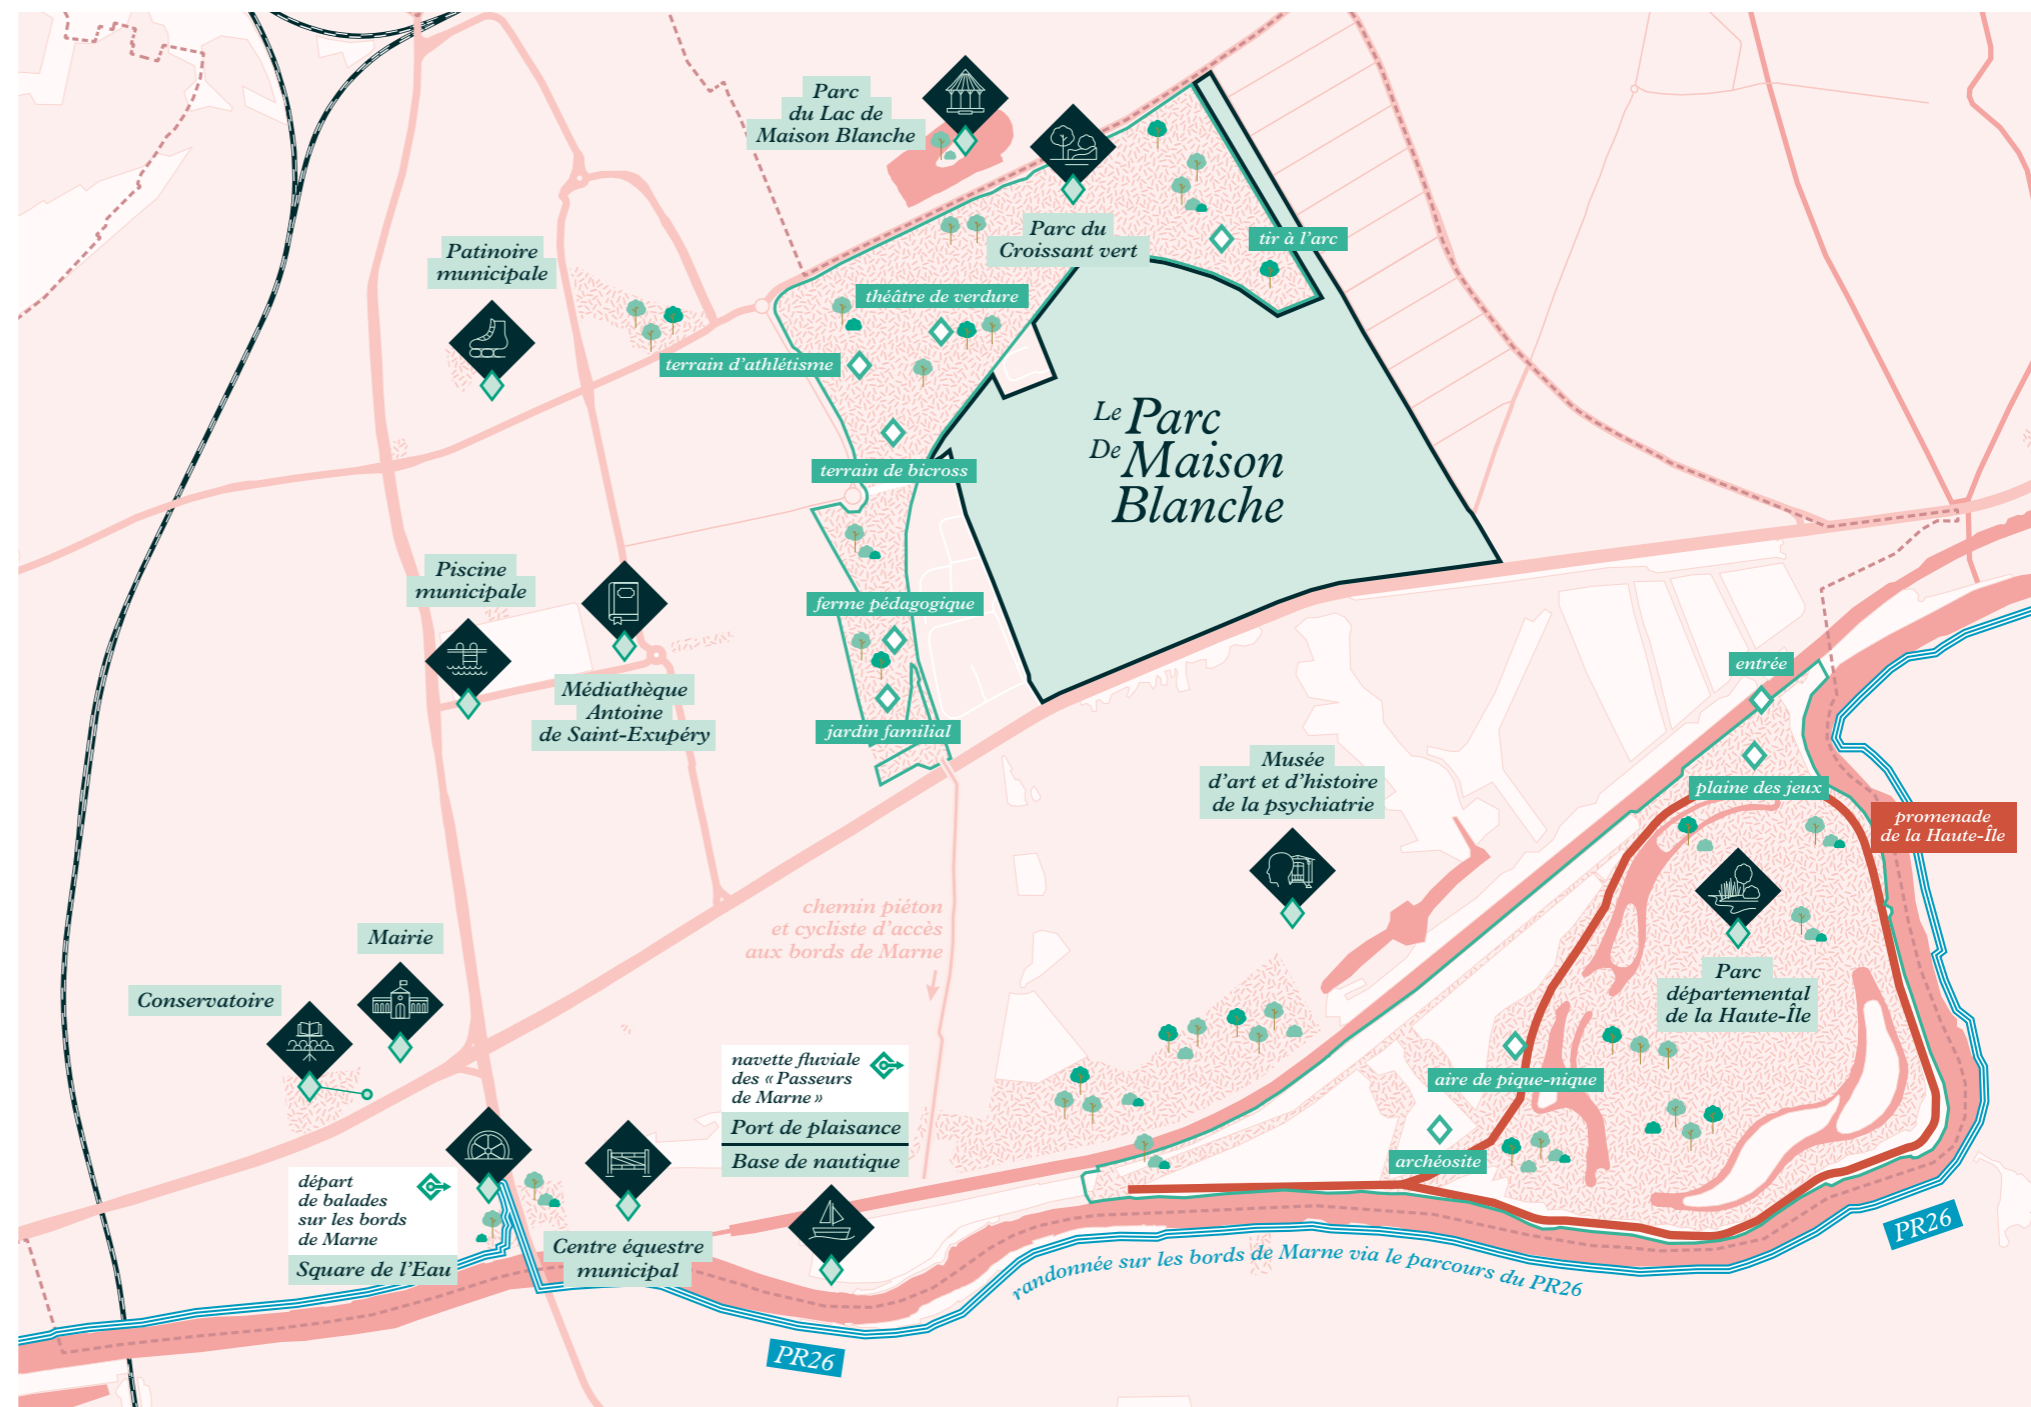 Parc
du Lac de
Maison Blanche
Parc du
Croissant vert
tir à l'arc
Patinoire
municipale
théâtre de verdure
terrain d'athlétisme
terrain de bicross
Le Parc
De Maison
Blanche
Piscine
municipale
ferme pédagogique
Médiathèque
Antoine
de Saint-Exupéry
jardin familial
entrée
plaine des jeux
Musée
d'art et d'histoire
de la psychiatrie
promenade
de la Haute-Île
chemin piéton
et cycliste d'accès
aux bords de Marne
Mairie
Conservatoire
Parc
départemental
de la Haute-Île
navette fluviale
des « Passeurs
de Marne »
Port de plaisance
Base de nautique
aire de pique-nique
archéosite
départ
de balades
sur les bords
de Marne
Square de l'Eau
Centre équestre
municipal
randonnée sur les bords de Marne via le parcours du PR26
PR26
PR26